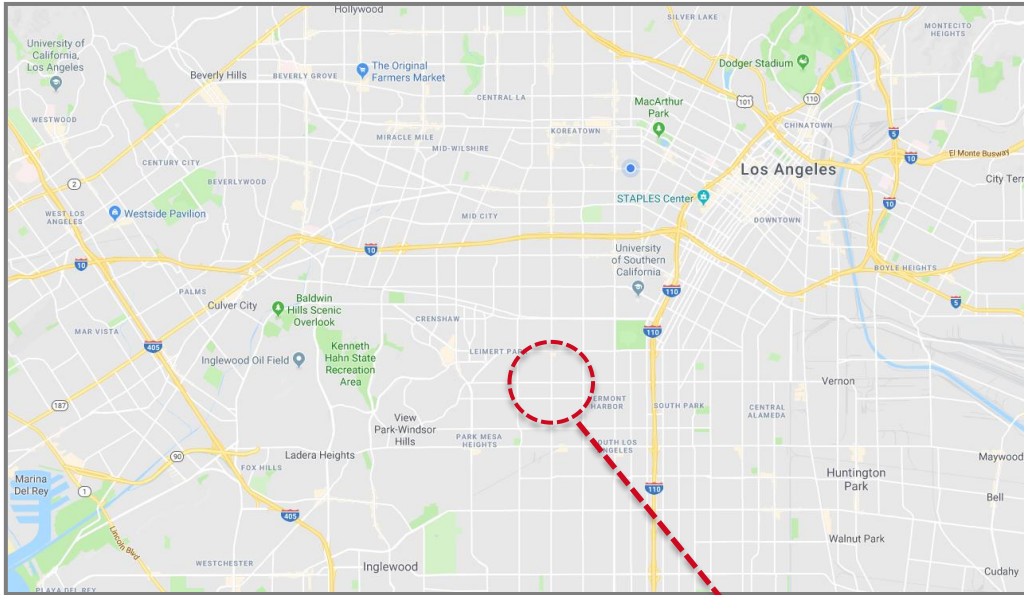 Hollywood
SILVER LAKE
MONTECITO
HEIGHTS
University of
California,
Los Angeles
Beverly Hills
BEVERLY GROVE
The Original
Farmers Market
Dodger Stadium
CENTRAL LA
MacArthur
Park
101
110
WESTWOOD
CHINATOWN
KOREATOWN
MIRACLE MILE
MID-WILSHIRE
5
10
El Monte Busway
CENTURY CITY
Los Angeles
City Terr
2
BEVERLYWOOD
STAPLES Center
10
WEST LOS
ANGELES
Westside Pavilion
MID CITY
DOWNTOWN
10
University
of Southern
California
10
BOYLE HEIGHTS
PALMS
110
5
Culver City
Baldwin
Hills Scenic
Overlook
CRENSHAW
MAR VISTA
110
405
Inglewood Oil Field
Kenneth
Hahn State
Recreation
Area
LEIMERT PA
Vernon
187
ERMONT
HARBOR
SOUTH PARK
CENTRAL
ALAMEDA
View
Park-Windsor
Hills
PARK MESA
HEIGHTS
OUTH LOS
NGELES
90
Ladera Heights
Maywood
FOX HILLS
Marina
Del Rey
1
110
Huntington
Park
Bell
405
Lincoln Blvd
Walnut Park
WESTCHESTER
Inglewood
Cudahy
PLAYA DEL REY